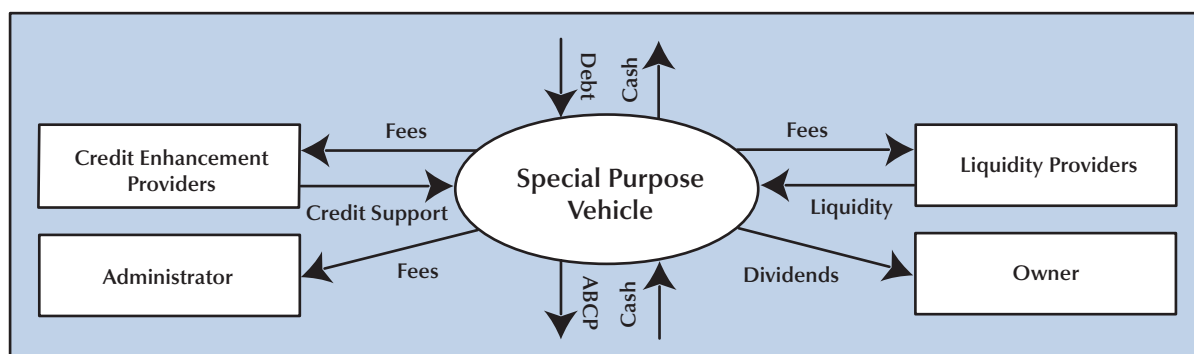 Debt
Cash
Fees
Fees
Credit Enhancement
Providers
Special Purpose
Vehicle
Liquidity Providers
Credit Support
Liquidity
Administrator
Fees
ABCP
Cash
Dividends
Owner